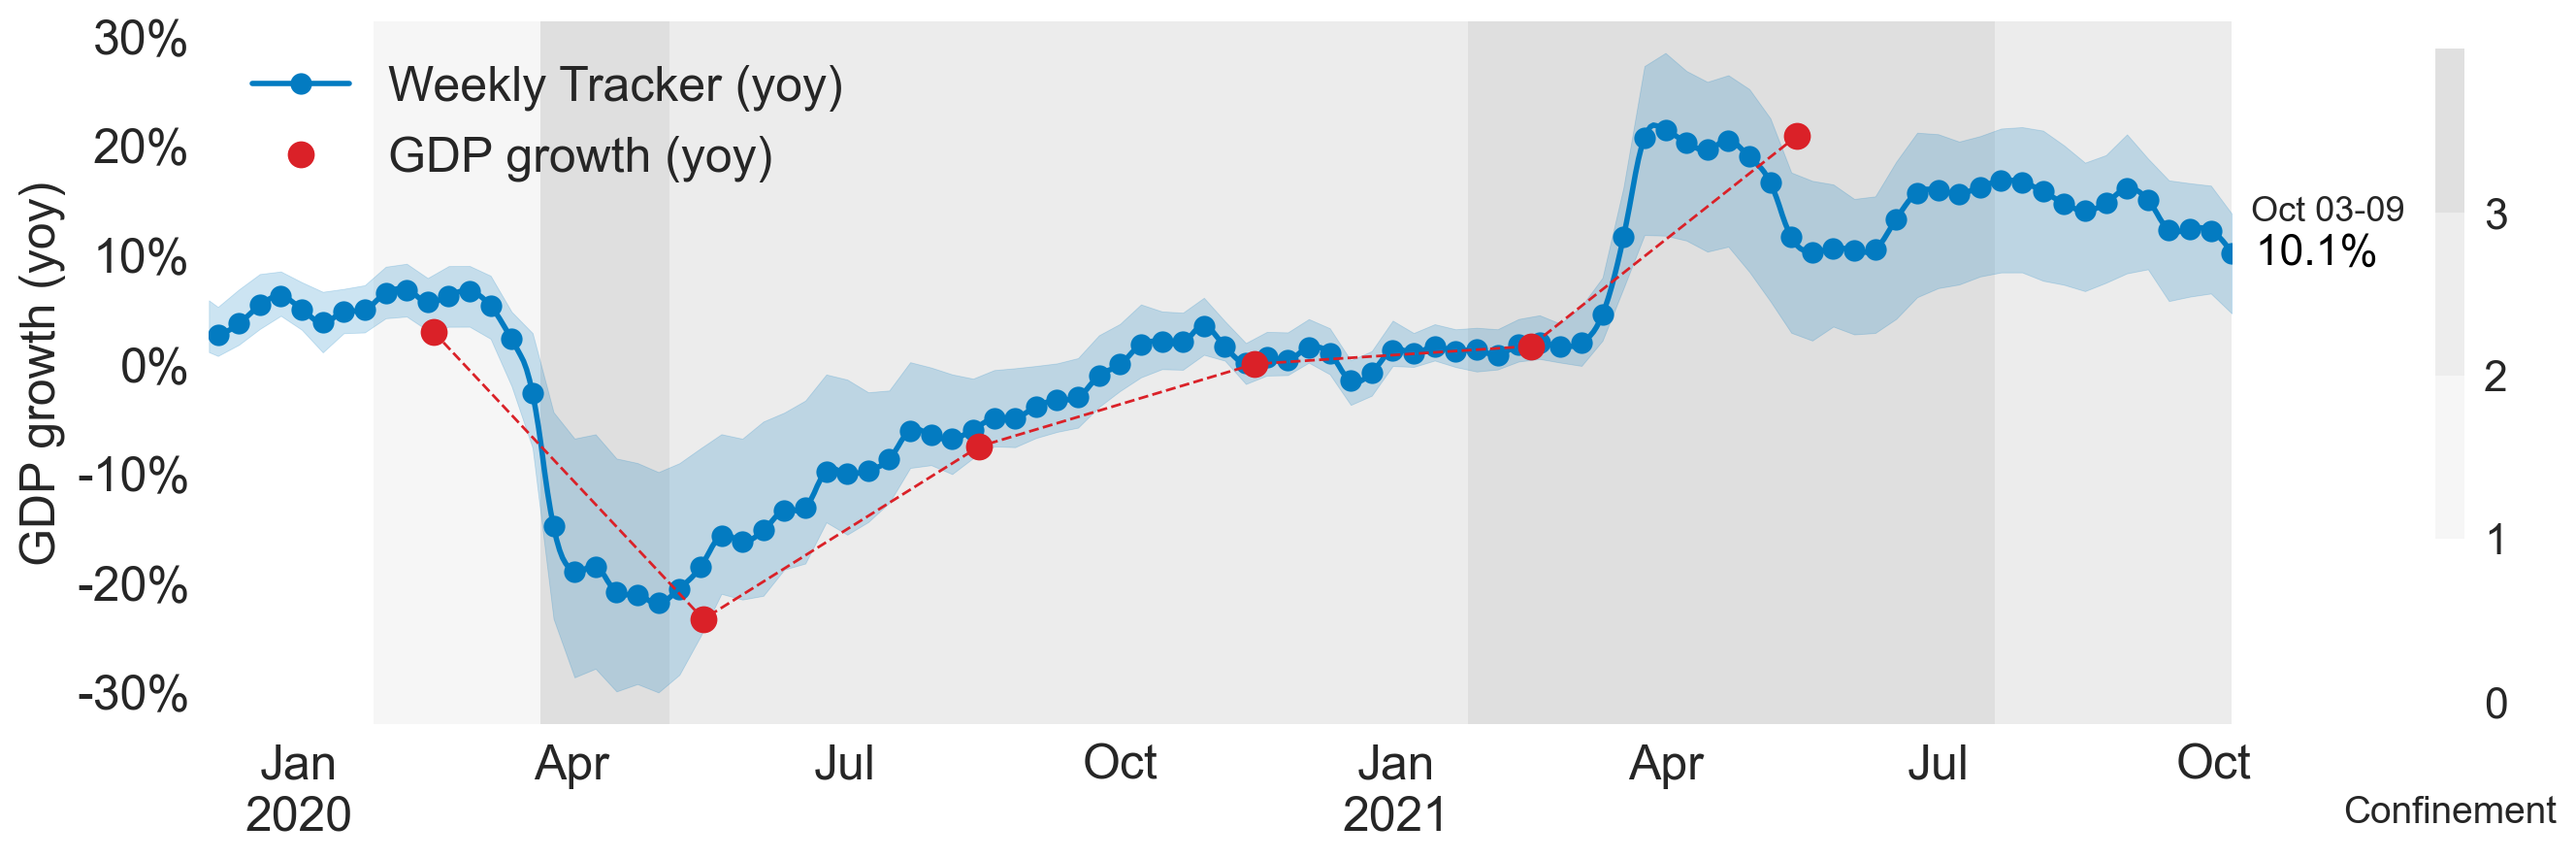 GDP growth (yoy)
30%
20%
10%
0%
-10%
-20%
-30%
Weekly Tracker (yoy)
GDP growth (yoy)
Oct 03-09
10.1%
Jan
2020
Apr
Jul
Oct
Jan
2021
Apr
Jul
Oct
3
2
1
0
Confinement